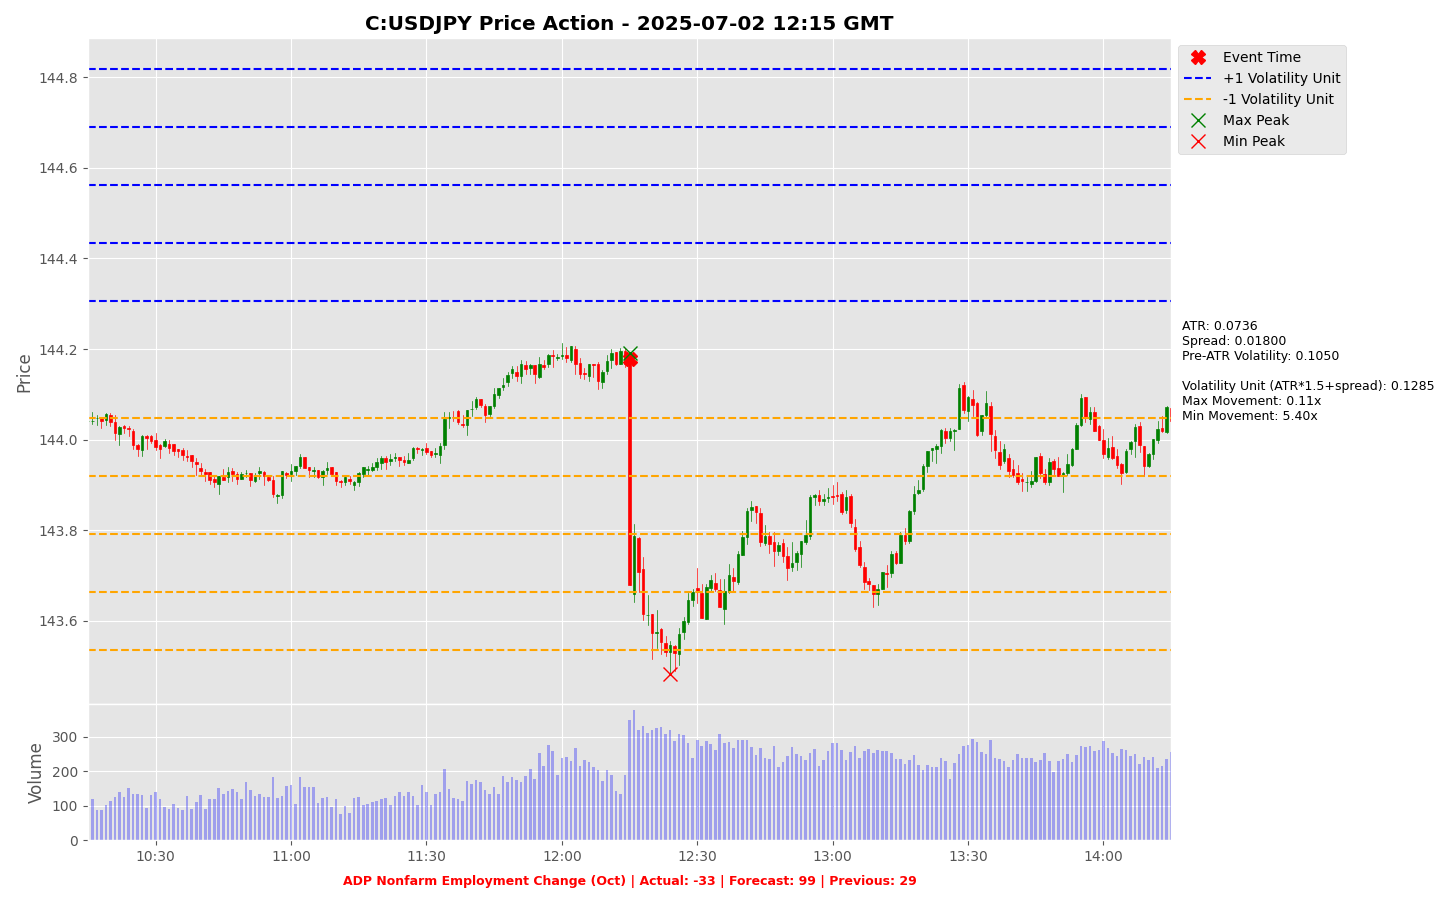 C:USDJPY Price Action - 2025-07-02 12:15 GMT
Event Time
+1 Volatility Unit
-1 Volatility Unit
Max Peak
Min Peak
Price
144.8
144.6
144.4
144.2
144.0
143.8
143.6
ATR: 0.0736
Spread: 0.01800
Pre-ATR Volatility: 0.1050
Volatility Unit (ATR*1.5+spread): 0.1285
Max Movement: 0.11x
Min Movement: 5.40x
Volume
300
200
100
0
10:30 11:00 11:30 12:00 12:30 13:00 13:30 14:00
ADP Nonfarm Employment Change (Oct) | Actual: -33 | Forecast: 99 | Previous: 29